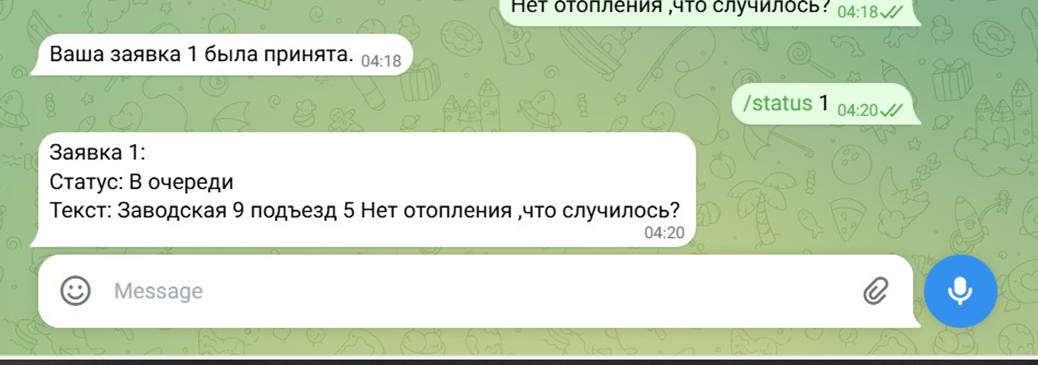 Нет отопления ,что случилось? 04:18
Ваша заявка 1 была принята. 04:18
/status 1 04:20
Заявка 1:
Статус: В очереди
Текст: Заводская 9 подъезд 5 Нет отопления ,что случилось?
04:20
Message